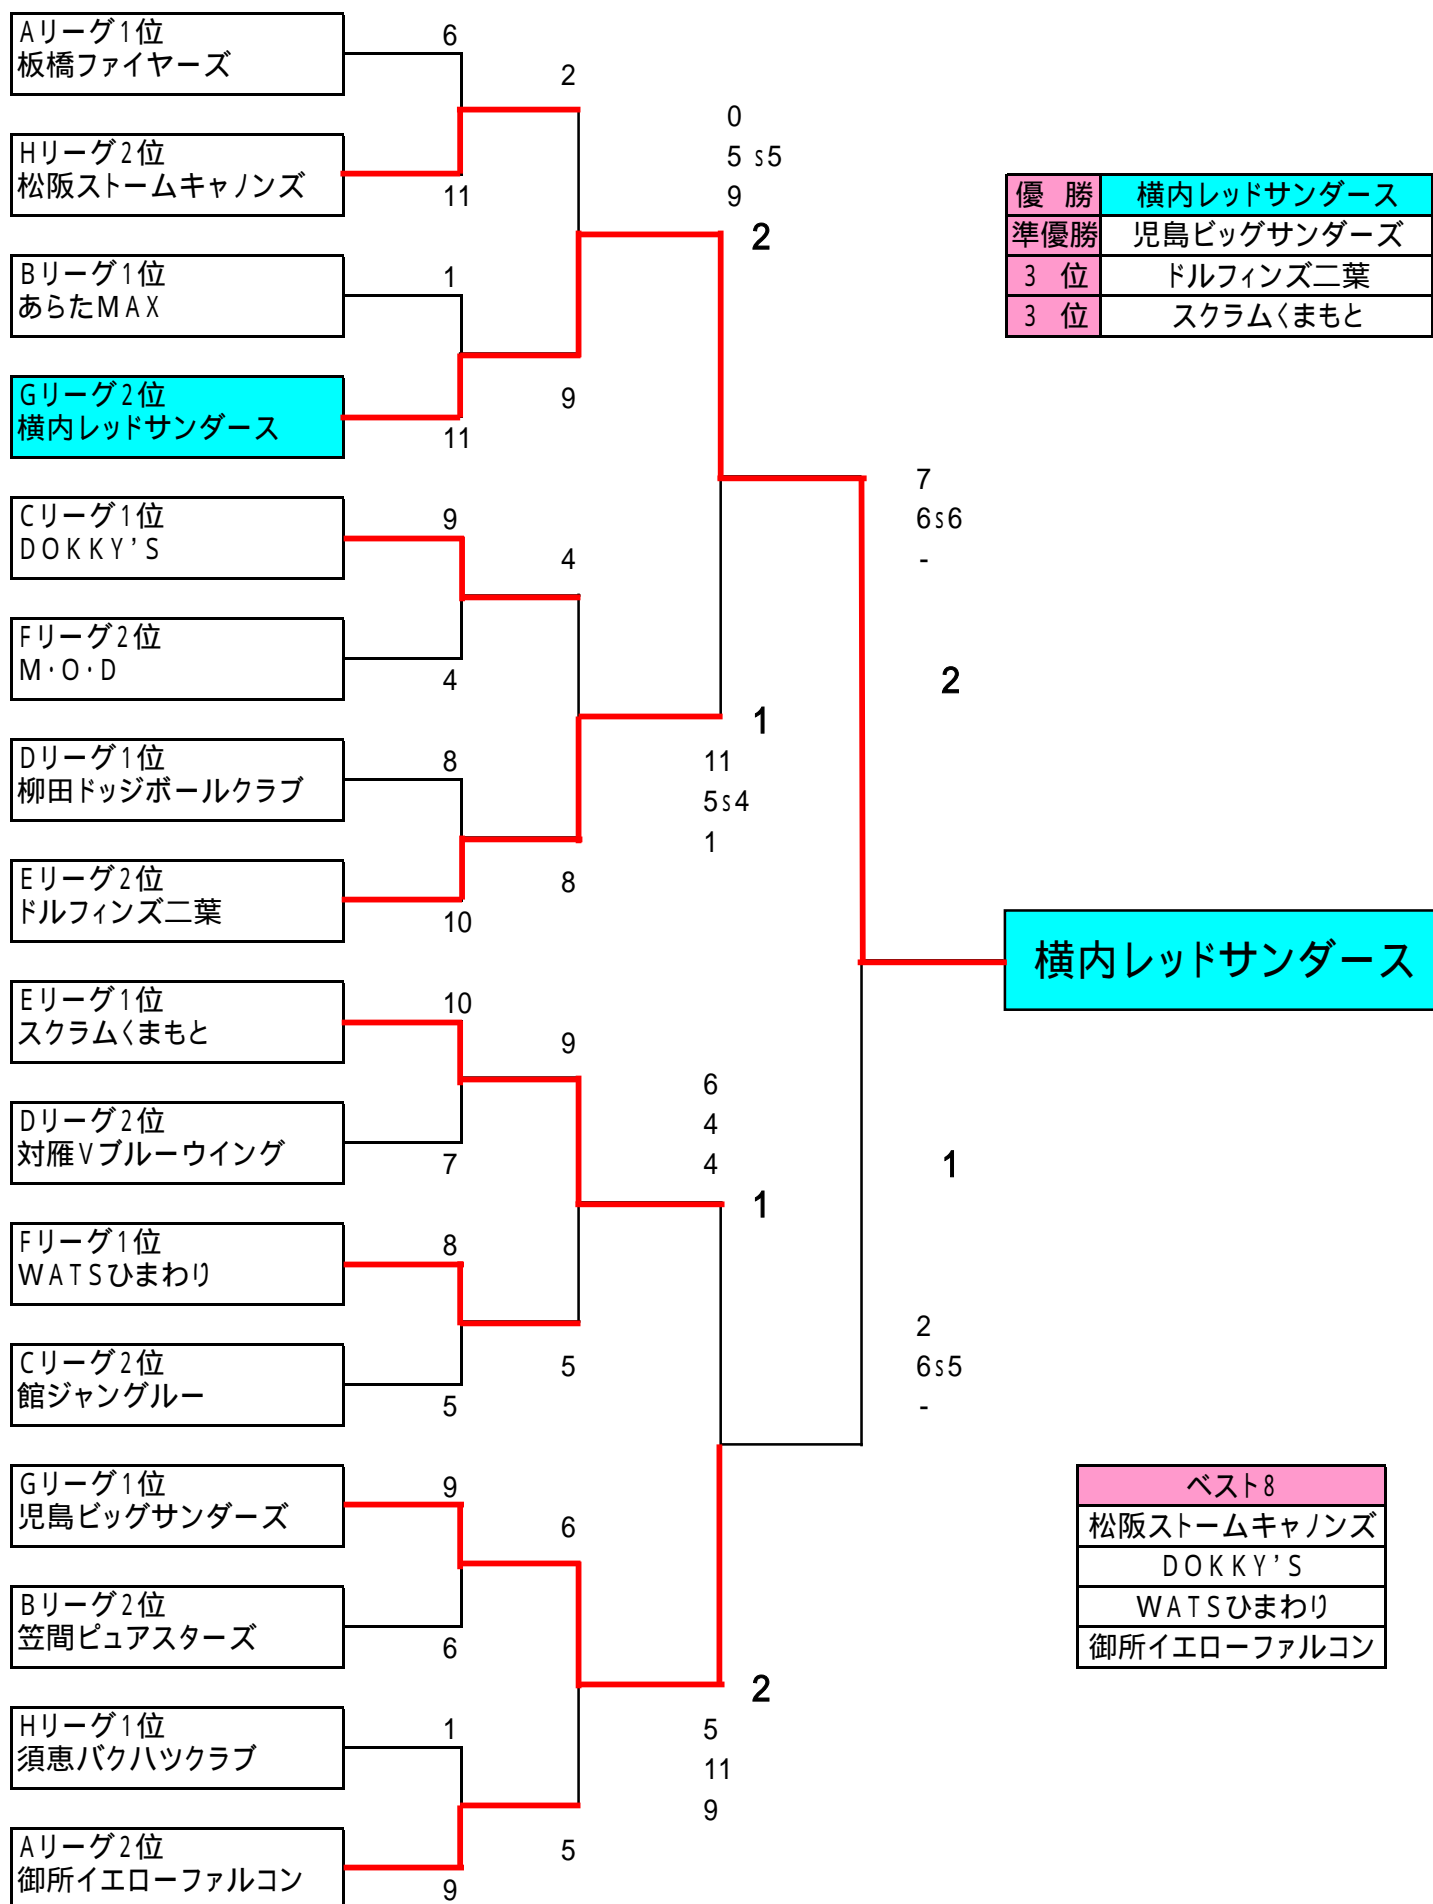 Aリーグ1位
板橋ファイヤーズ
6
2
Hリーグ2位
松阪ストームキャノンズ
11
0
5 s5
9
2
優 勝 横内レッドサンダース
準優勝 児島ビッグサンダーズ
3 位 ドルフィンズ二葉
3 位 スクラムくまもと
Bリーグ1位
あらたMAX
1
9
Gリーグ2位
横内レッドサンダース
11
Cリーグ1位
DOKKY'S
9
4
7
6s6
-
2
Fリーグ2位
M・O・D
4
Dリーグ1位
柳田ドッジボールクラブ
8
1
11
5s4
1
8
Eリーグ2位
ドルフィンズ二葉
10
横内レッドサンダース
Eリーグ1位
スクラムくまもと
10
9
6
4
4
1
1
Dリーグ2位
対雁Vブルーウイング
7
Fリーグ1位
WATSひまわり
8
5
2
6s5
-
Cリーグ2位
館ジャングルー
5
Gリーグ1位
児島ビッグサンダーズ
9
6
ベスト8
松阪ストームキャノンズ
DOKKY'S
WATSひまわり
御所イエローファルコン
Bリーグ2位
笠間ピュアスターズ
6
2
5
11
9
Hリーグ1位
須恵バクハツクラブ
1
5
Aリーグ2位
御所イエローファルコン
9